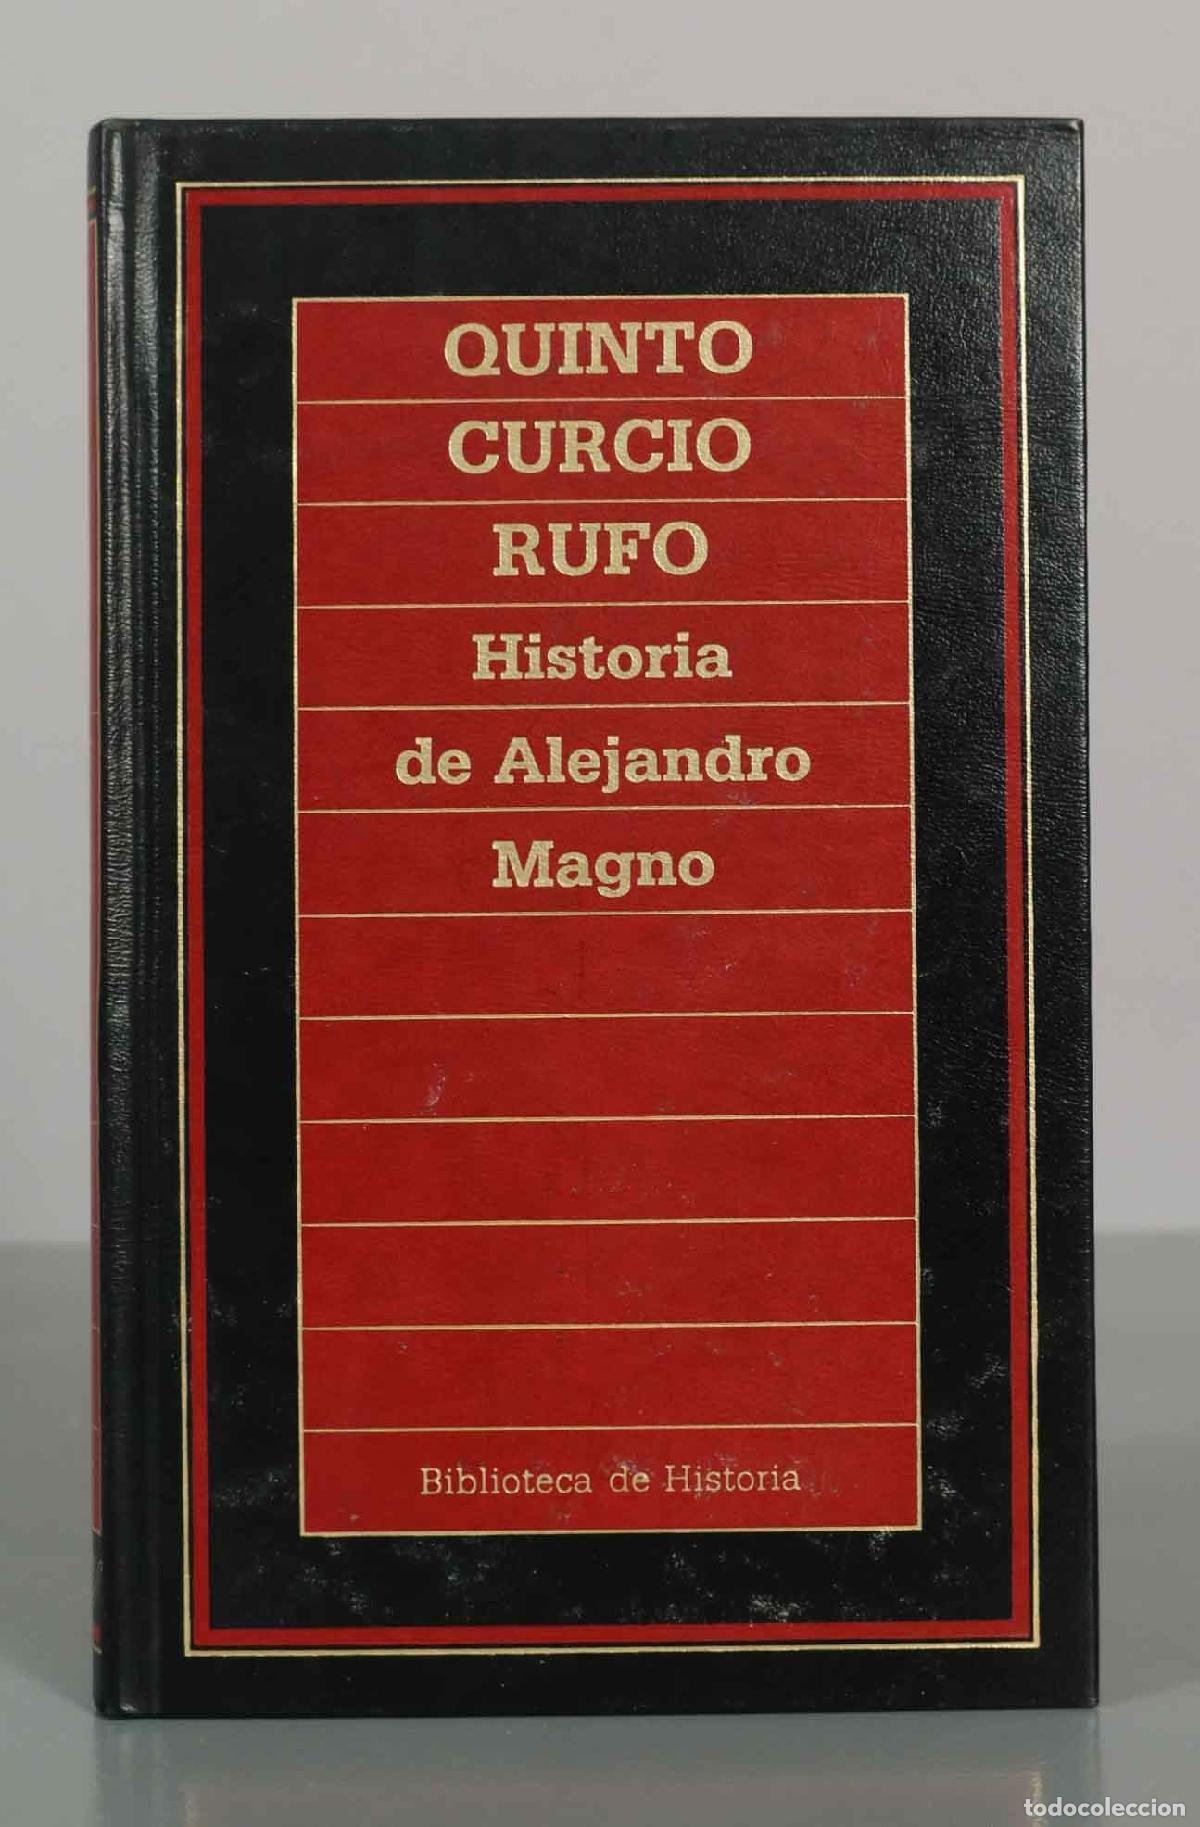 QUINTO
CURCIO
RUFO
Historia
de Alejandro
Magno
Biblioteca de Historia
todocoleccion